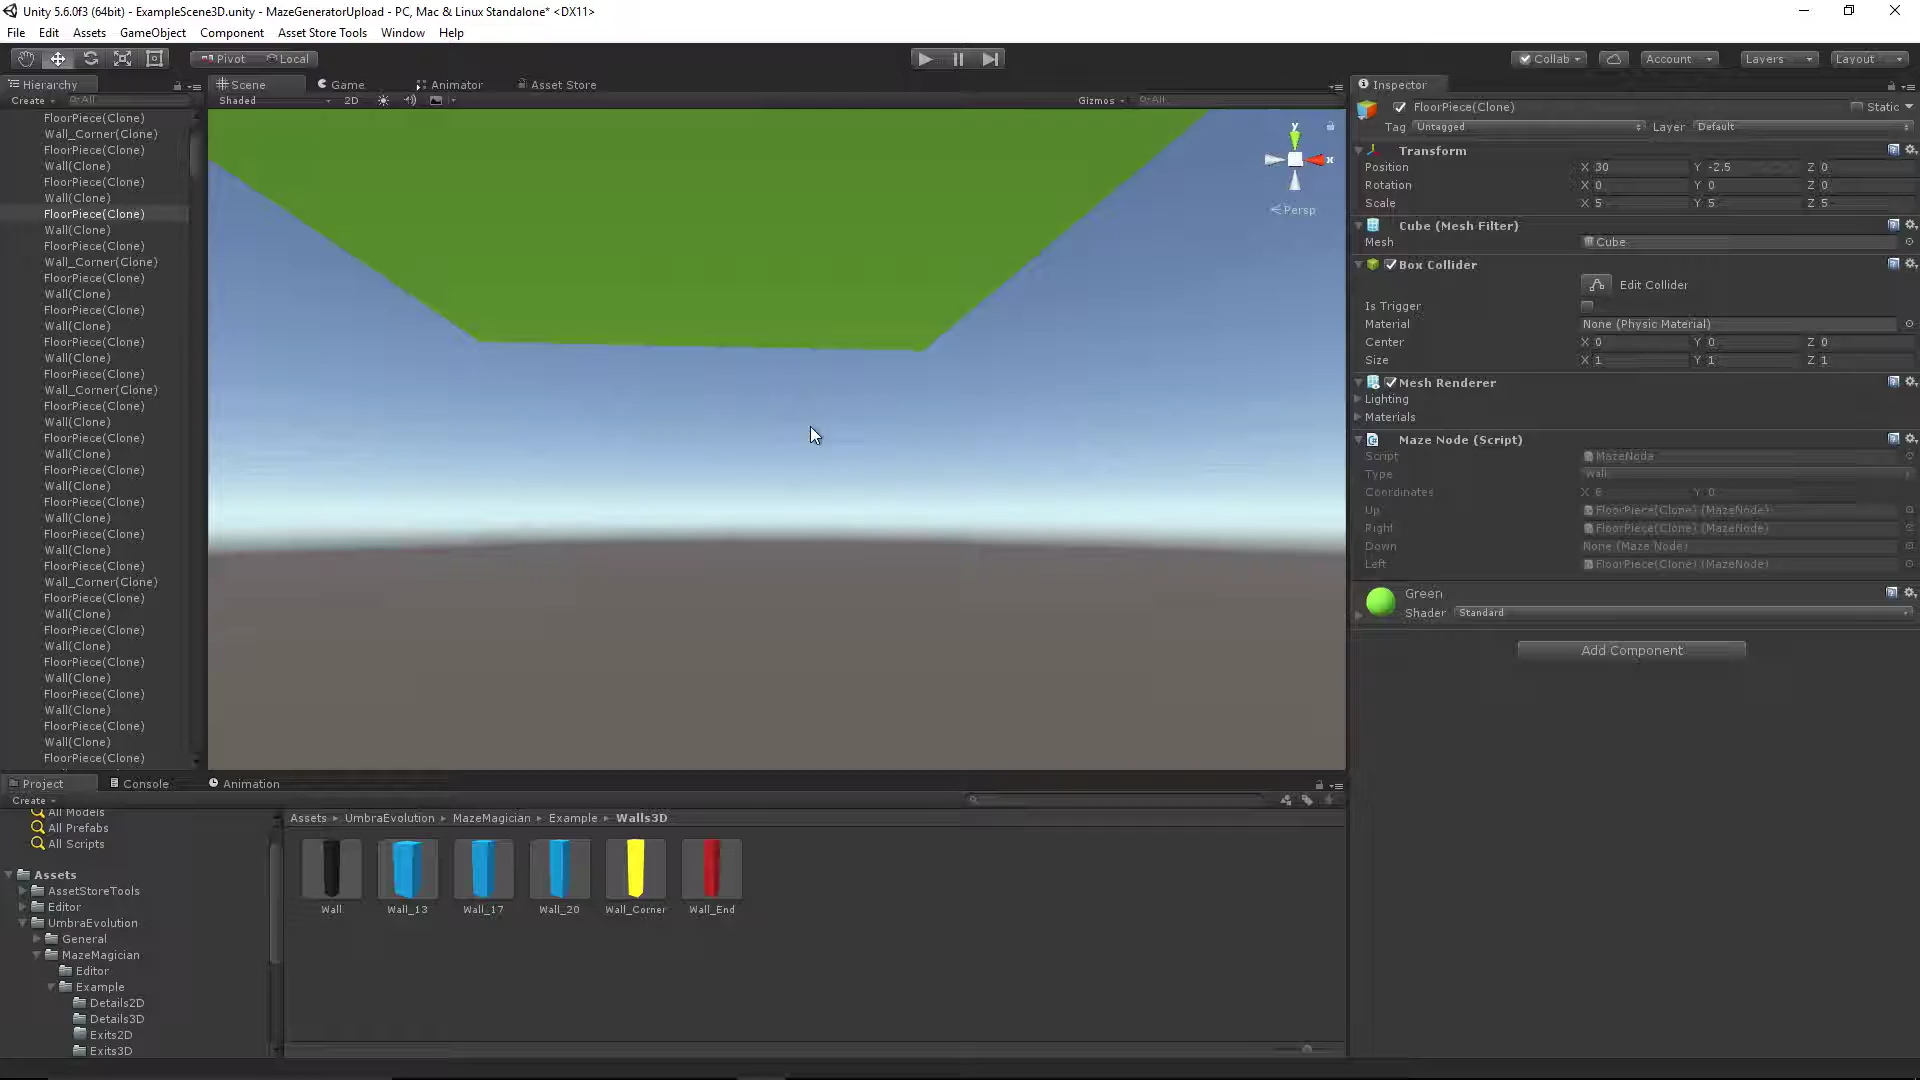 Unity 5.6.0f3 (64bit) - ExampleScene3D.unity - MazeGeneratorUpload - PC, Mac & Linux Standalone* <DX11>
File Edit Assets GameObject Component Asset Store Tools Window Help
Pivot Local
Collab Account Layers Layout
Hierarchy
Create All
FloorPiece(Clone)
Wall_Corner(Clone)
FloorPiece(Clone)
Wall(Clone)
FloorPiece(Clone)
Wall(Clone)
FloorPiece(Clone)
Wall(Clone)
FloorPiece(Clone)
Wall_Corner(Clone)
FloorPiece(Clone)
Wall(Clone)
FloorPiece(Clone)
Wall(Clone)
FloorPiece(Clone)
Wall(Clone)
FloorPiece(Clone)
Wall_Corner(Clone)
FloorPiece(Clone)
Wall(Clone)
FloorPiece(Clone)
Wall(Clone)
FloorPiece(Clone)
Wall(Clone)
FloorPiece(Clone)
Wall(Clone)
FloorPiece(Clone)
Wall(Clone)
FloorPiece(Clone)
Wall_Corner(Clone)
FloorPiece(Clone)
Wall(Clone)
FloorPiece(Clone)
Wall(Clone)
FloorPiece(Clone)
Wall(Clone)
FloorPiece(Clone)
Wall(Clone)
FloorPiece(Clone)
Wall(Clone)
FloorPiece(Clone)
Scene Game Animator Asset Store
Shaded 2D Gizmos All
y
x
Persp
Inspector
FloorPiece(Clone) Static
Tag Untagged Layer Default
Transform
Position X 30 Y -2.5 Z 0
Rotation X 0 Y 0 Z 0
Scale X 5 Y 5 Z 5
Cube (Mesh Filter)
Mesh Cube
Box Collider
Edit Collider
Is Trigger
Material None (Physic Material)
Center X 0 Y 0 Z 0
Size X 1 Y 1 Z 1
Mesh Renderer
Lighting
Materials
Maze Node (Script)
Script MazeNode
Type Wall
Coordinates X 6 Y 0
Up FloorPiece(Clone) (MazeNode)
Right FloorPiece(Clone) (MazeNode)
Down None (Maze Node)
Left FloorPiece(Clone) (MazeNode)
Green
Shader Standard
Add Component
Project Console Animation
Create
All Models
All Prefabs
All Scripts
Assets
AssetStoreTools
Editor
UmbraEvolution
General
MazeMagician
Editor
Example
Details2D
Details3D
Exits2D
Exits3D
Assets UmbraEvolution MazeMagician Example Walls3D
Wall Wall_13 Wall_17 Wall_20 Wall_Corner Wall_End